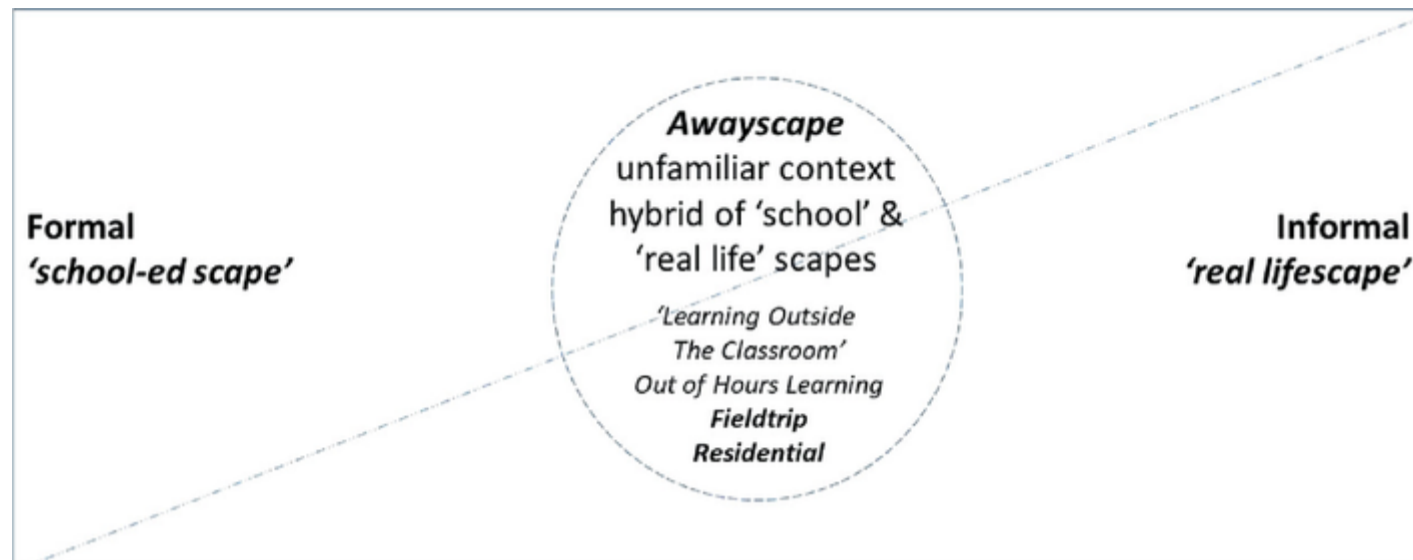 Formal
‘school-ed scape’
Awayscape
unfamiliar context
hybrid of ‘school’ &
‘real life’ scapes
‘Learning Outside
The Classroom’
Out of Hours Learning
Fieldtrip
Residential
Informal
‘real lifescape’